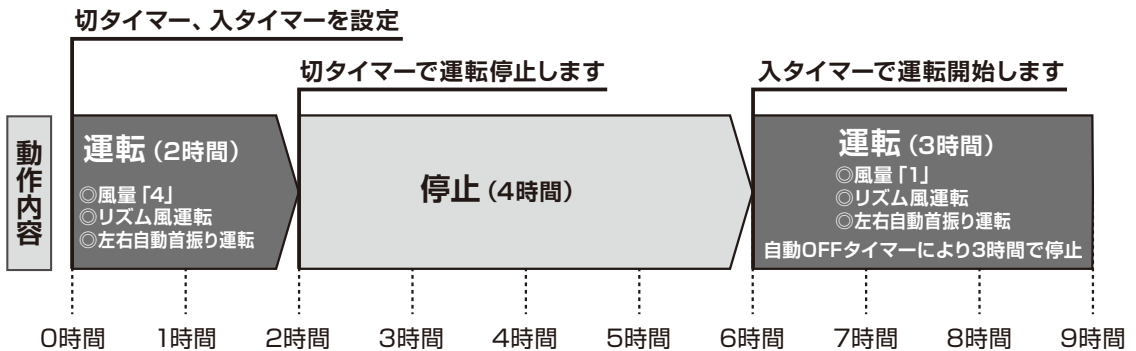 切タイマー、入タイマーを設定
切タイマーで運転停止します
入タイマーで運転開始します
動作内容
運転（2時間）
◎風量「4」
◎リズム風運転
◎左右自動首振り運転
停止（4時間）
運転（3時間）
◎風量「1」
◎リズム風運転
◎左右自動首振り運転
自動OFFタイマーにより3時間で停止
0時間 1時間 2時間 3時間 4時間 5時間 6時間 7時間 8時間 9時間